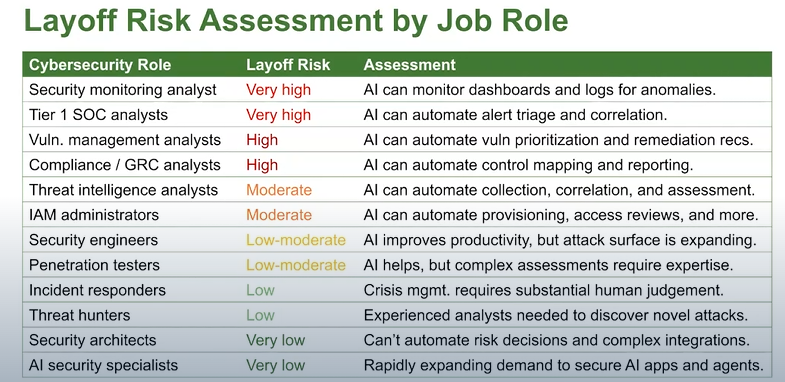 Layoff Risk Assessment by Job Role
Cybersecurity Role Layoff Risk Assessment
Security monitoring analyst Very high AI can monitor dashboards and logs for anomalies.
Tier 1 SOC analysts Very high AI can automate alert triage and correlation.
Vuln. management analysts High AI can automate vuln prioritization and remediation recs.
Compliance / GRC analysts High AI can automate control mapping and reporting.
Threat intelligence analysts Moderate AI can automate collection, correlation, and assessment.
IAM administrators Moderate AI can automate provisioning, access reviews, and more.
Security engineers Low-moderate AI improves productivity, but attack surface is expanding.
Penetration testers Low-moderate AI helps, but complex assessments require expertise.
Incident responders Low Crisis mgmt. requires substantial human judgement.
Threat hunters Low Experienced analysts needed to discover novel attacks.
Security architects Very low Can't automate risk decisions and complex integrations.
AI security specialists Very low Rapidly expanding demand to secure AI apps and agents.